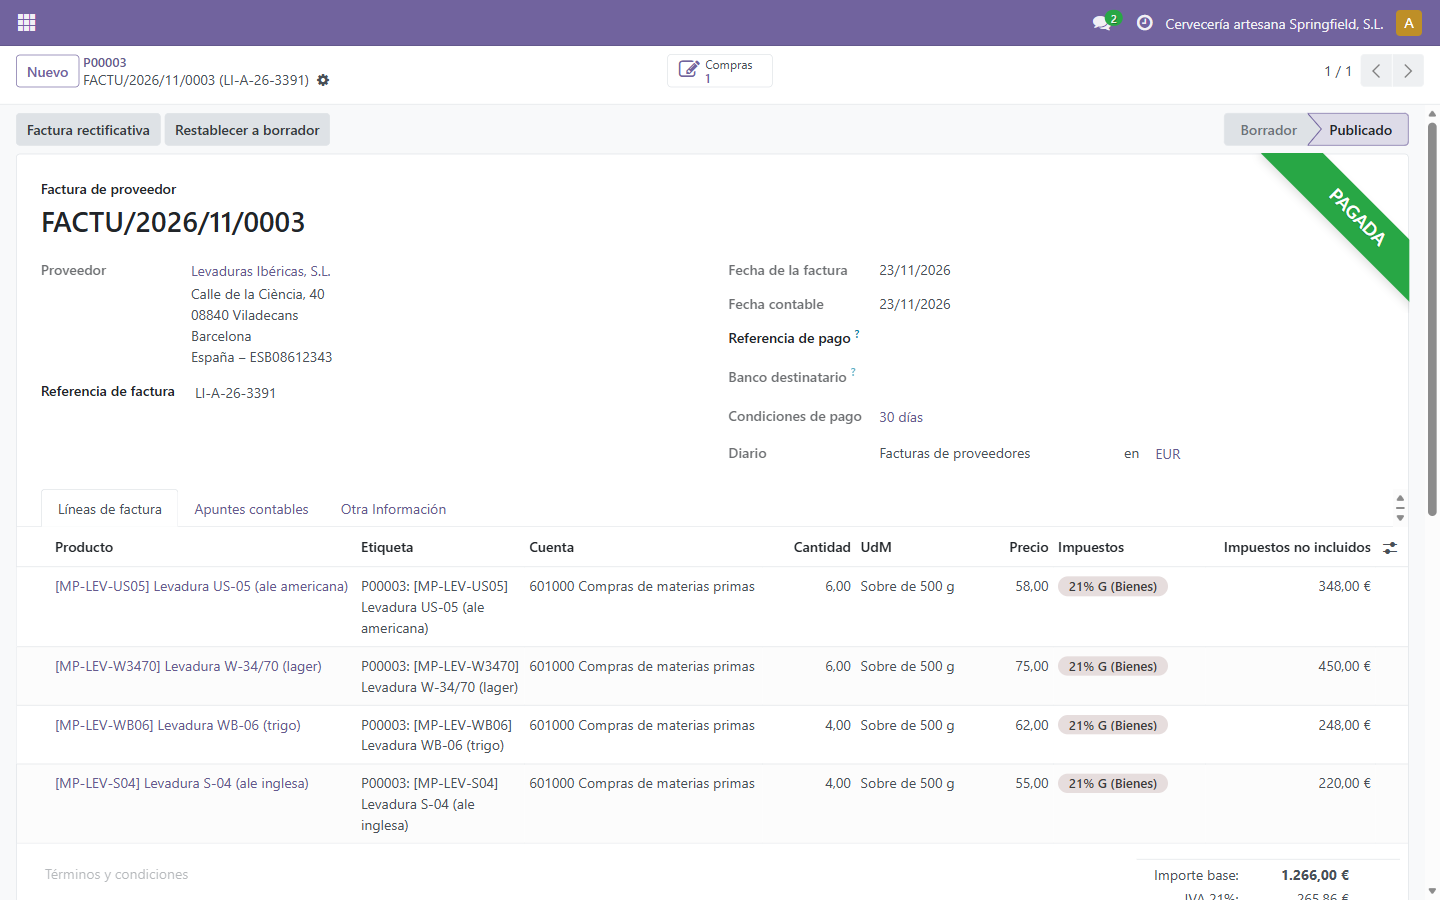 2
Cervecería artesana Springfield, S.L.
A
Nuevo
P00003
FACTU/2026/11/0003 (LI-A-26-3391)
Compras
1
1 / 1
Factura rectificativa
Restablecer a borrador
Borrador
Publicado
PAGADA
Factura de proveedor
FACTU/2026/11/0003
Proveedor
Levaduras Ibéricas, S.L.
Calle de la Ciència, 40
08840 Viladecans
Barcelona
España – ESB08612343
Referencia de factura
LI-A-26-3391
Fecha de la factura
23/11/2026
Fecha contable
23/11/2026
Referencia de pago ?
Banco destinatario ?
Condiciones de pago
30 días
Diario
Facturas de proveedores
en
EUR
Líneas de factura
Apuntes contables
Otra Información
Producto Etiqueta Cuenta Cantidad UdM Precio Impuestos Impuestos no incluidos
[MP-LEV-US05] Levadura US-05 (ale americana) P00003: [MP-LEV-US05] 601000 Compras de materias primas 6,00 Sobre de 500 g 58,00 21% G (Bienes) 348,00 €
Levadura US-05 (ale
americana)
[MP-LEV-W3470] Levadura W-34/70 (lager) P00003: [MP-LEV-W3470] 601000 Compras de materias primas 6,00 Sobre de 500 g 75,00 21% G (Bienes) 450,00 €
Levadura W-34/70 (lager)
[MP-LEV-WB06] Levadura WB-06 (trigo) P00003: [MP-LEV-WB06] 601000 Compras de materias primas 4,00 Sobre de 500 g 62,00 21% G (Bienes) 248,00 €
Levadura WB-06 (trigo)
[MP-LEV-S04] Levadura S-04 (ale inglesa) P00003: [MP-LEV-S04] 601000 Compras de materias primas 4,00 Sobre de 500 g 55,00 21% G (Bienes) 220,00 €
Levadura S-04 (ale
inglesa)
Términos y condiciones
Importe base: 1.266,00 €
IVA 21%: 265,86 €